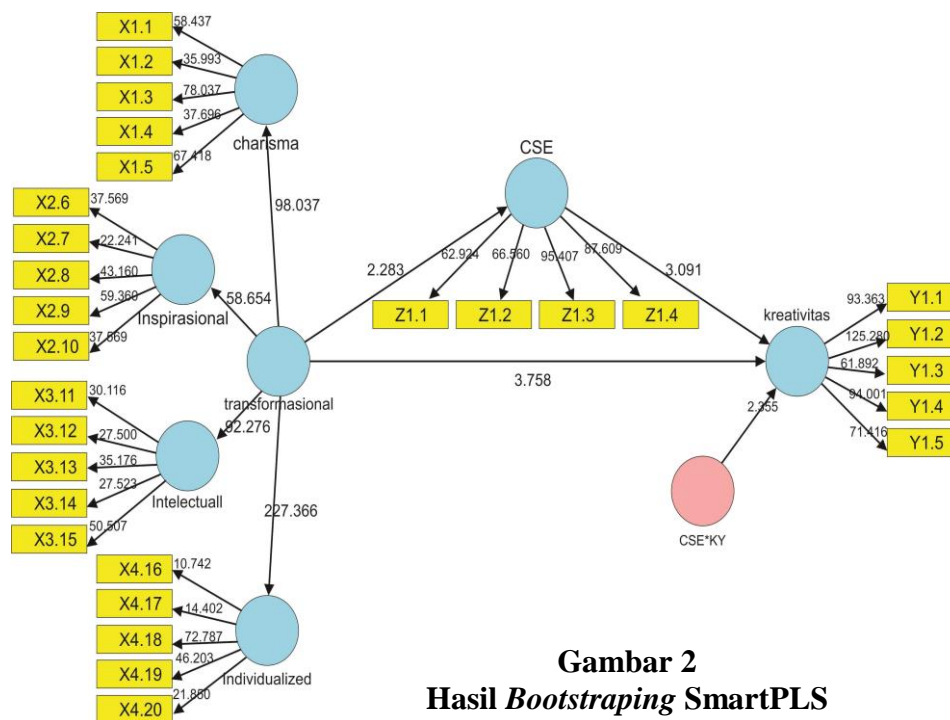 X1.1
58.437
X1.2
35.993
X1.3
78.037
X1.4
37.696
X1.5
67.418
charisma
X2.6
37.569
X2.7
22.241
X2.8
43.160
X2.9
59.360
X2.10
37.569
Inspirasional
98.037
58.654
X3.11
30.116
X3.12
27.500
X3.13
35.176
X3.14
27.523
X3.15
50.507
Intelectuall
transformasional
92.276
227.366
X4.16
10.742
X4.17
14.402
X4.18
72.787
X4.19
46.203
X4.20
21.850
Individualized
CSE
2.283
62.924
66.560
95.407
87.609
3.091
Z1.1
Z1.2
Z1.3
Z1.4
3.758
kreativitas
93.363
Y1.1
125.280
Y1.2
61.892
Y1.3
94.001
Y1.4
71.416
Y1.5
2.355
CSE*KY
Gambar 2
Hasil Bootstraping SmartPLS